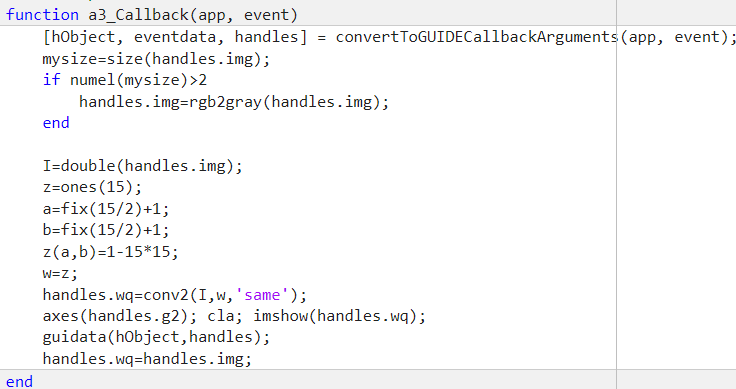 function a3_Callback(app, event)
    [hObject, eventdata, handles] = convertToGUIDECallbackArguments(app, event);
    mysize=size(handles.img);
    if numel(mysize)>2
        handles.img=rgb2gray(handles.img);
    end

    I=double(handles.img);
    z=ones(15);
    a=fix(15/2)+1;
    b=fix(15/2)+1;
    z(a,b)=1-15*15;
    w=z;
    handles.wq=conv2(I,w,'same');
    axes(handles.g2); cla; imshow(handles.wq);
    guidata(hObject,handles);
    handles.wq=handles.img;
end